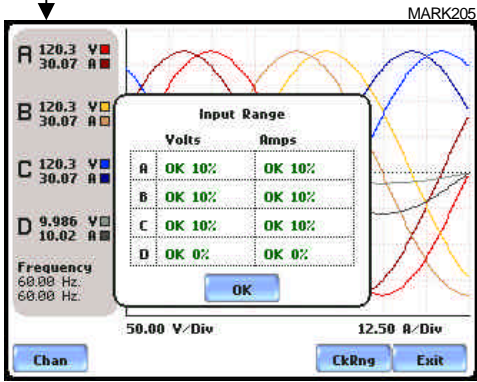 MARK205
A 120.3 V
30.07 A
B 120.3 V
30.07 A
C 120.3 V
30.07 A
D 9.986 V
10.02 A
Frequency
60.00 Hz.
60.00 Hz.
Input Range
Volts Amps
A OK 10% OK 10%
B OK 10% OK 10%
C OK 10% OK 10%
D OK 0% OK 0%
OK
50.00 V/Div 12.50 A/Div
Chan CkRng Exit